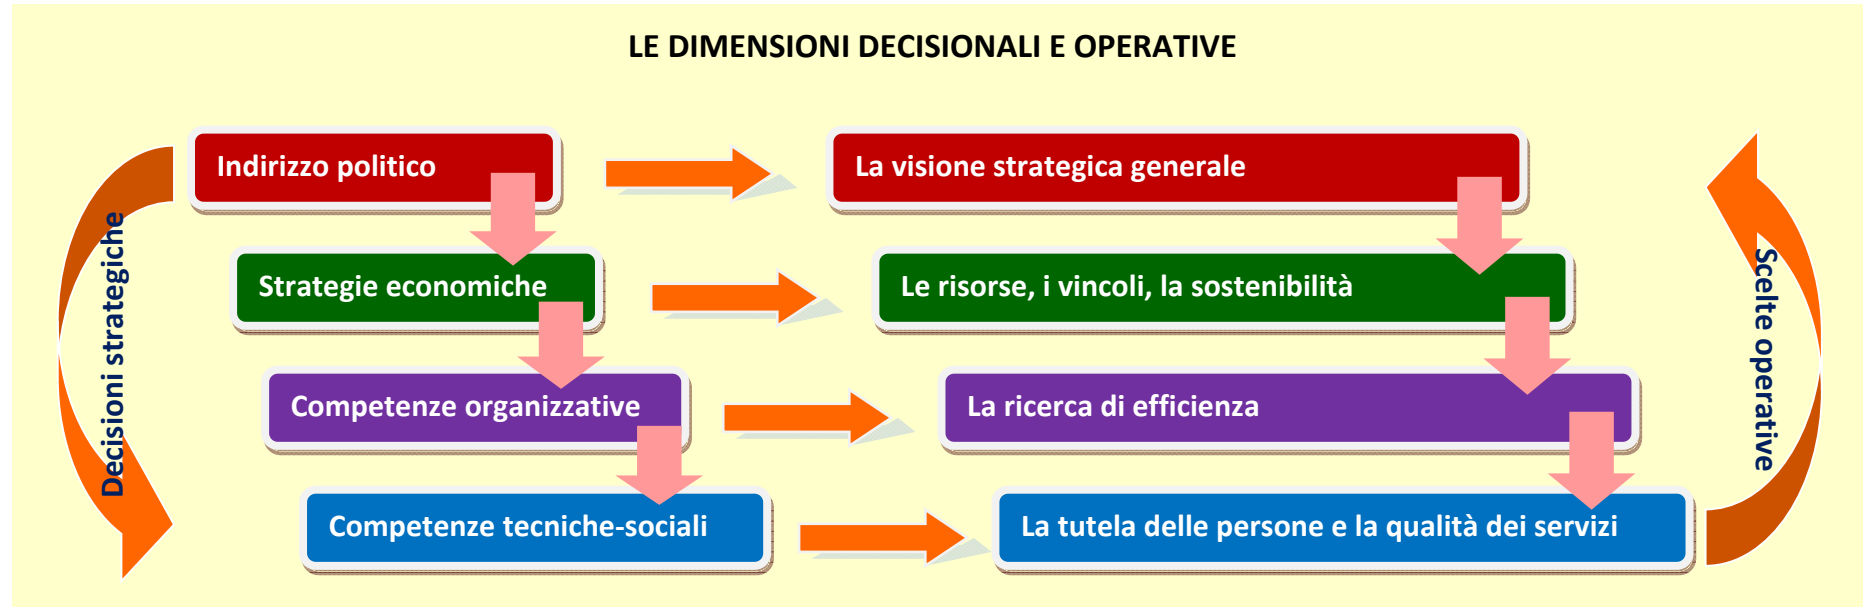 LE DIMENSIONI DECISIONALI E OPERATIVE
Indirizzo politico
La visione strategica generale
Strategie economiche
Le risorse, i vincoli, la sostenibilità
Competenze organizzative
La ricerca di efficienza
Competenze tecniche-sociali
La tutela delle persone e la qualità dei servizi
Decisioni strategiche
Scelte operative